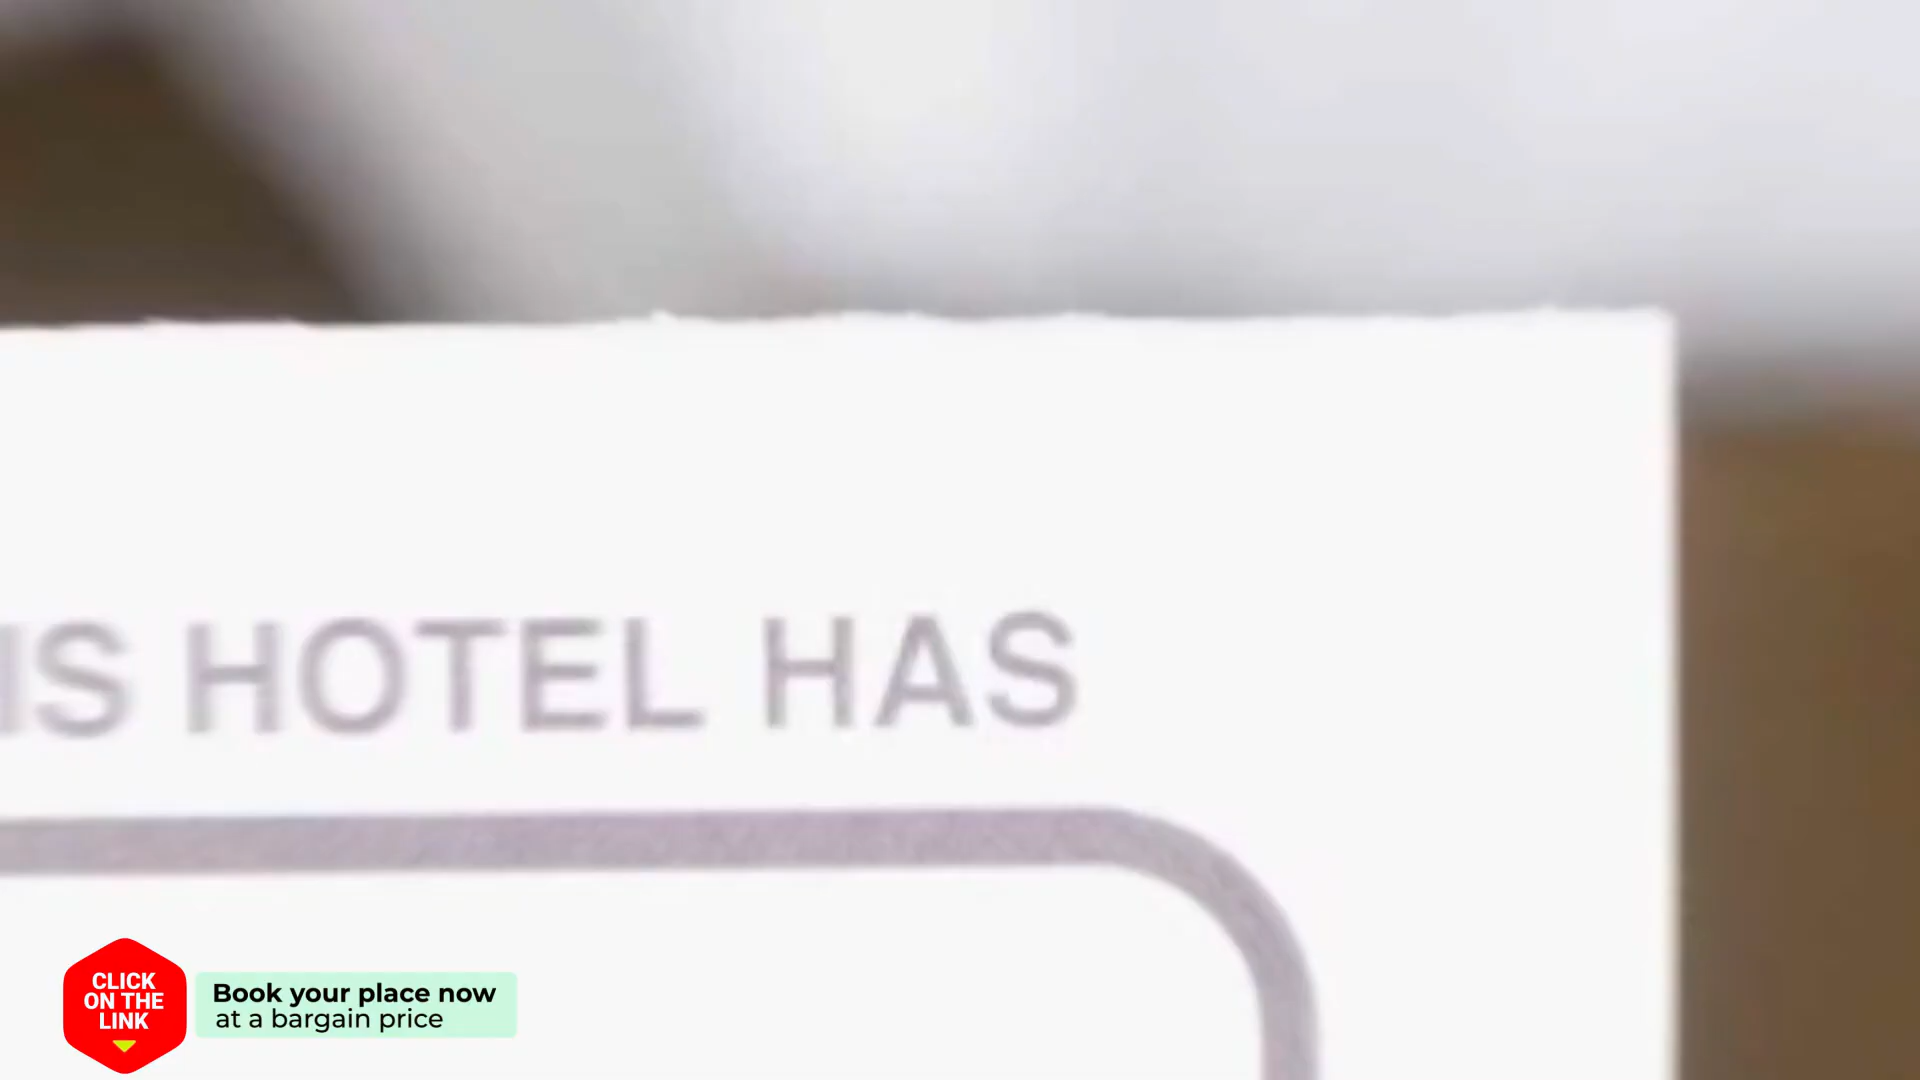 IS HOTEL HAS
CLICK
ON THE
LINK
Book your place now
at a bargain price